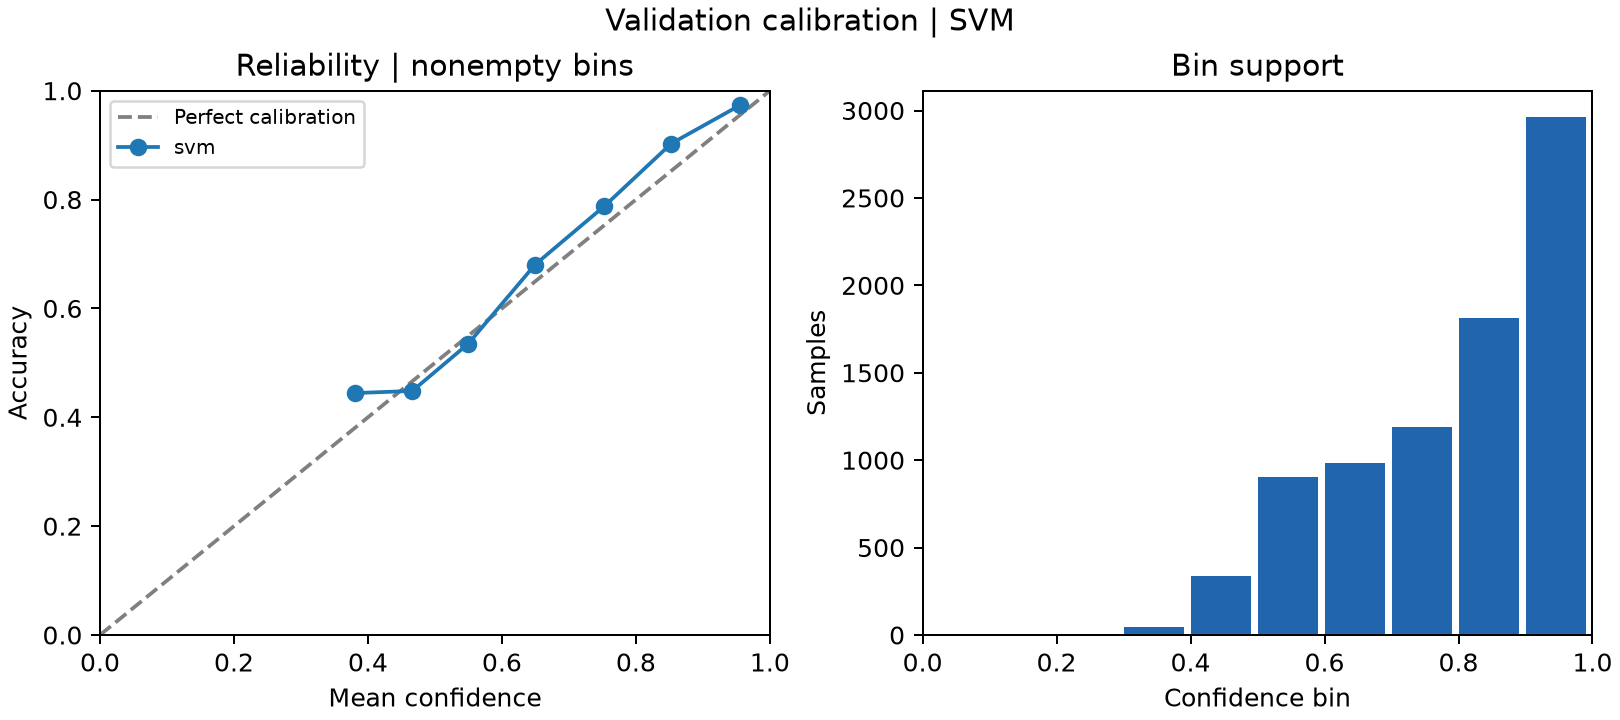 Validation calibration | SVM
Reliability | nonempty bins
Perfect calibration
svm
1.0
0.8
0.6
0.4
0.2
0.0
Accuracy
0.0 0.2 0.4 0.6 0.8 1.0
Mean confidence
Bin support
3000
2500
2000
1500
1000
500
0
Samples
0.0 0.2 0.4 0.6 0.8 1.0
Confidence bin